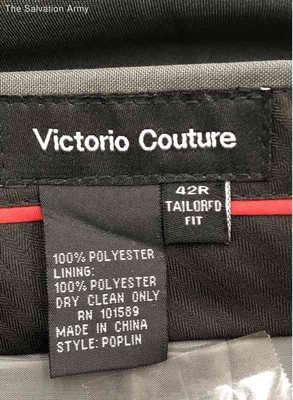 The Salvation Army
Victorio Couture
42R
TAILORED
FIT
100% POLYESTER
LINING:
100% POLYESTER
DRY CLEAN ONLY
RN 101589
MADE IN CHINA
STYLE: POPLIN